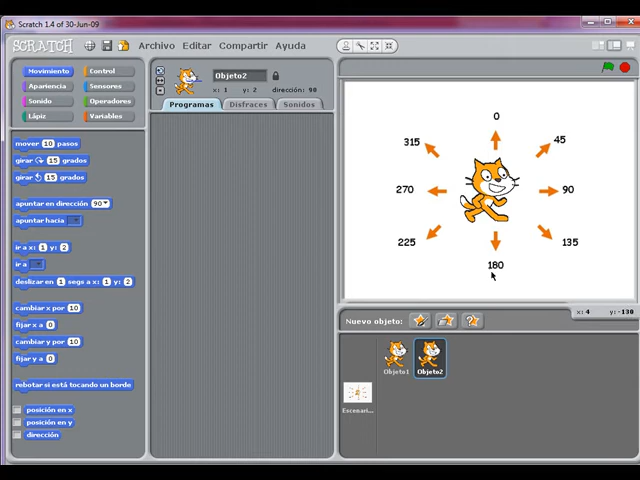 Scratch 1.4 of 30-Jun-09
SCRATCH
Archivo Editar Compartir Ayuda
Movimiento Control
Apariencia Sensores
Sonido Operadores
Lápiz Variables
mover 10 pasos
girar 15 grados
girar 15 grados
apuntar en dirección 90
apuntar hacia
ir a x: 1 y: 2
ir a
deslizar en 1 segs a x: 1 y: 2
cambiar x por 10
fijar x a 0
cambiar y por 10
fijar y a 0
rebotar si está tocando un borde
posición en x
posición en y
dirección
Objeto2
x: 1 y: 2 dirección: 90
Programas Disfraces Sonidos
0
315 45
270 90
225 135
180
x: 4 y: -130
Nuevo objeto:
Objeto1 Objeto2
Escenari...